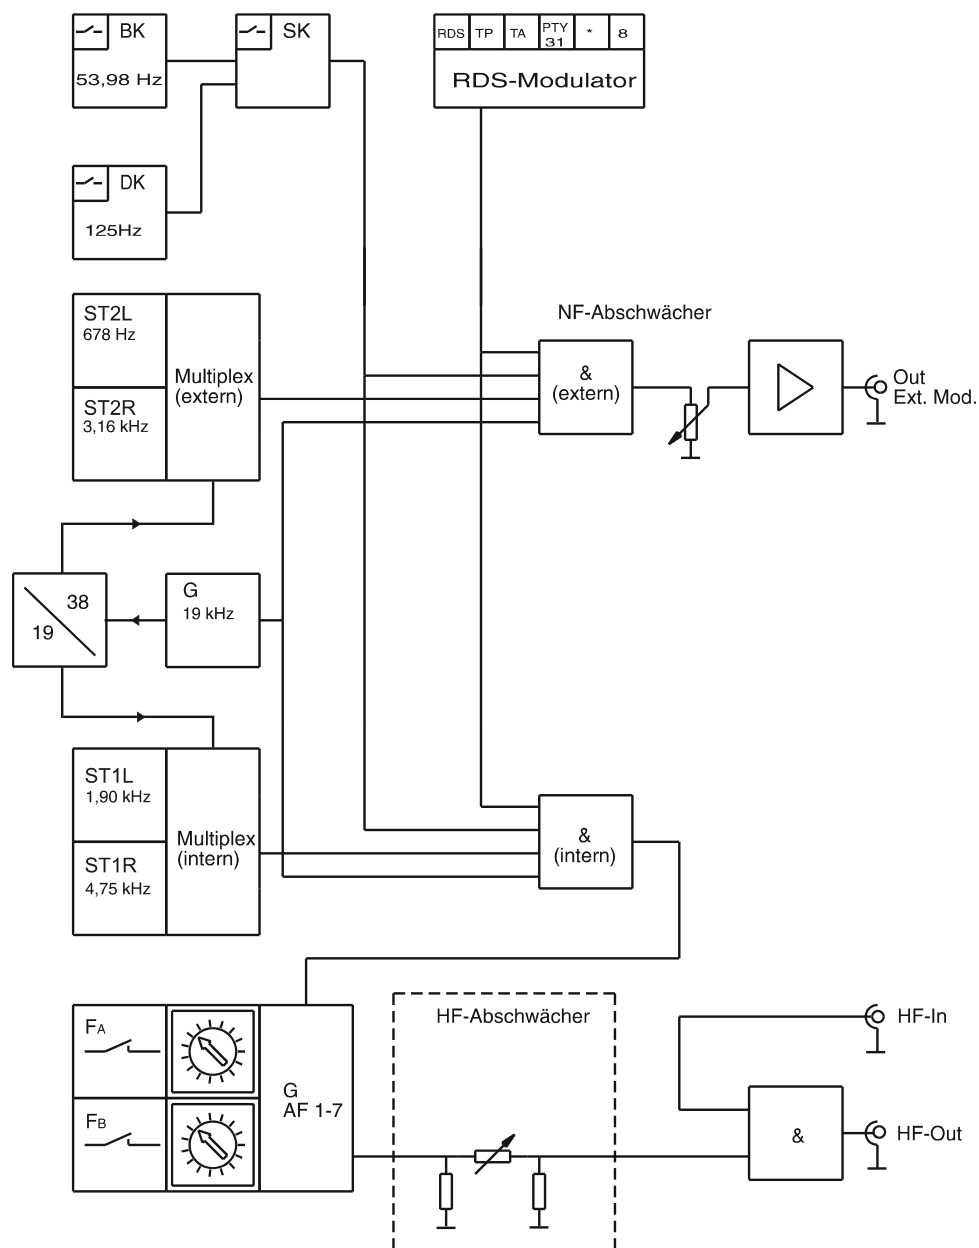 BK
53,98 Hz
SK
RDS TP TA PTY 31 * 8
RDS-Modulator
DK
125Hz
ST2L
678 Hz
ST2R
3,16 kHz
Multiplex
(extern)
NF-Abschwächer
&
(extern)
Out
Ext. Mod.
38
19
G
19 kHz
ST1L
1,90 kHz
ST1R
4,75 kHz
Multiplex
(intern)
&
(intern)
FA
FB
G
AF 1-7
HF-Abschwächer
HF-In
&
HF-Out